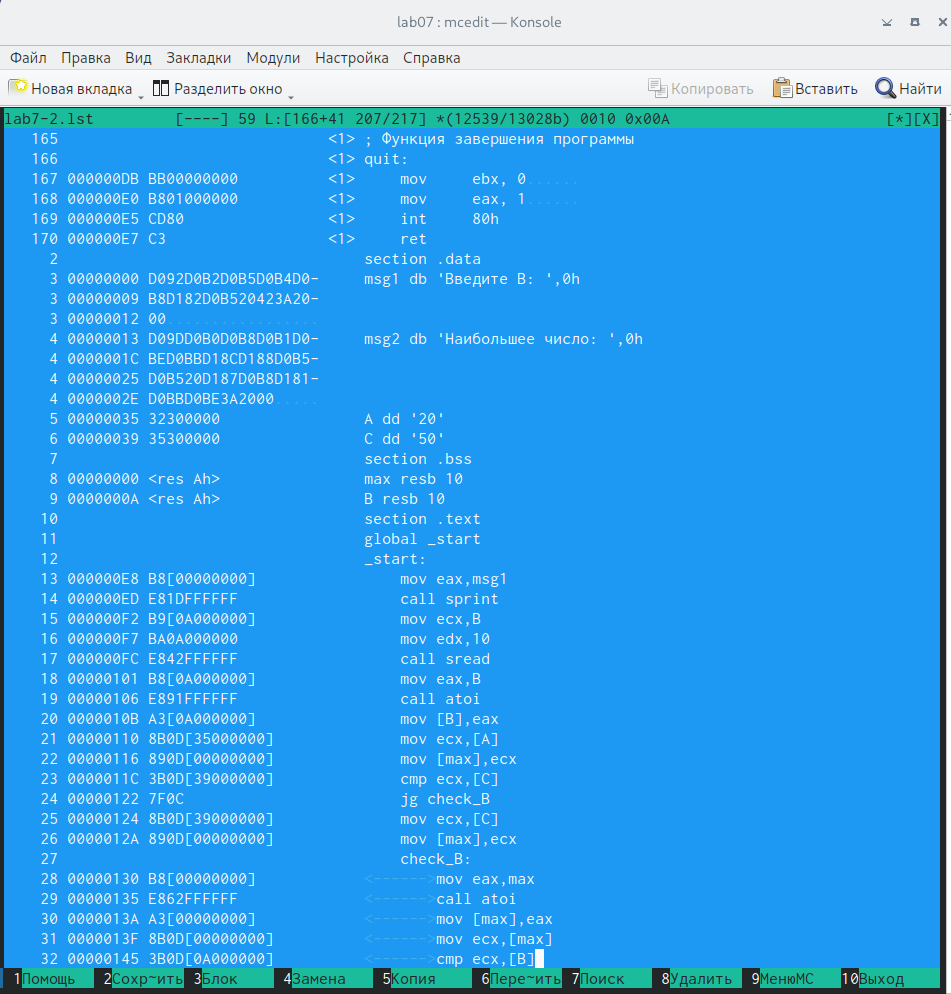 lab07 : mcedit — Konsole
Файл Правка Вид Закладки Модули Настройка Справка
Новая вкладка Разделить окно Копировать Вставить Найти
lab7-2.lst [----] 59 L:[166+41 207/217] *(12539/13028b) 0010 0x00A [*][X]
165 <1> ; Функция завершения программы
166 <1> quit:
167 000000DB BB00000000 <1> mov ebx, 0......
168 000000E0 B801000000 <1> mov eax, 1......
169 000000E5 CD80 <1> int 80h
170 000000E7 C3 <1> ret
2 section .data
3 00000000 D092D0B2D0B5D0B4D0- msg1 db 'Введите B: ',0h
3 00000009 B8D182D0B520423A20-
3 00000012 00.................
4 00000013 D09DD0B0D0B8D0B1D0- msg2 db 'Наибольшее число: ',0h
4 0000001C BED0BBD18CD188D0B5-
4 00000025 D0B520D187D0B8D181-
4 0000002E D0BBD0BE3A2000.....
5 00000035 32300000 A dd '20'
6 00000039 35300000 C dd '50'
7 section .bss
8 00000000 <res Ah> max resb 10
9 0000000A <res Ah> B resb 10
10 section .text
11 global _start
12 _start:
13 000000E8 B8[00000000] mov eax,msg1
14 000000ED E81DFFFFFF call sprint
15 000000F2 B9[0A000000] mov ecx,B
16 000000F7 BA0A000000 mov edx,10
17 000000FC E842FFFFFF call sread
18 00000101 B8[0A000000] mov eax,B
19 00000106 E891FFFFFF call atoi
20 0000010B A3[0A000000] mov [B],eax
21 00000110 8B0D[35000000] mov ecx,[A]
22 00000116 890D[00000000] mov [max],ecx
23 0000011C 3B0D[39000000] cmp ecx,[C]
24 00000122 7F0C jg check_B
25 00000124 8B0D[39000000] mov ecx,[C]
26 0000012A 890D[00000000] mov [max],ecx
27 check_B:
28 00000130 B8[00000000] <------>mov eax,max
29 00000135 E862FFFFFF <------>call atoi
30 0000013A A3[00000000] <------>mov [max],eax
31 0000013F 8B0D[00000000] <------>mov ecx,[max]
32 00000145 3B0D[0A000000] <------>cmp ecx,[B]
1Помощь 2Сохр~ить 3Блок 4Замена 5Копия 6Пере~ить 7Поиск 8Удалить 9МенюMC 10Выход